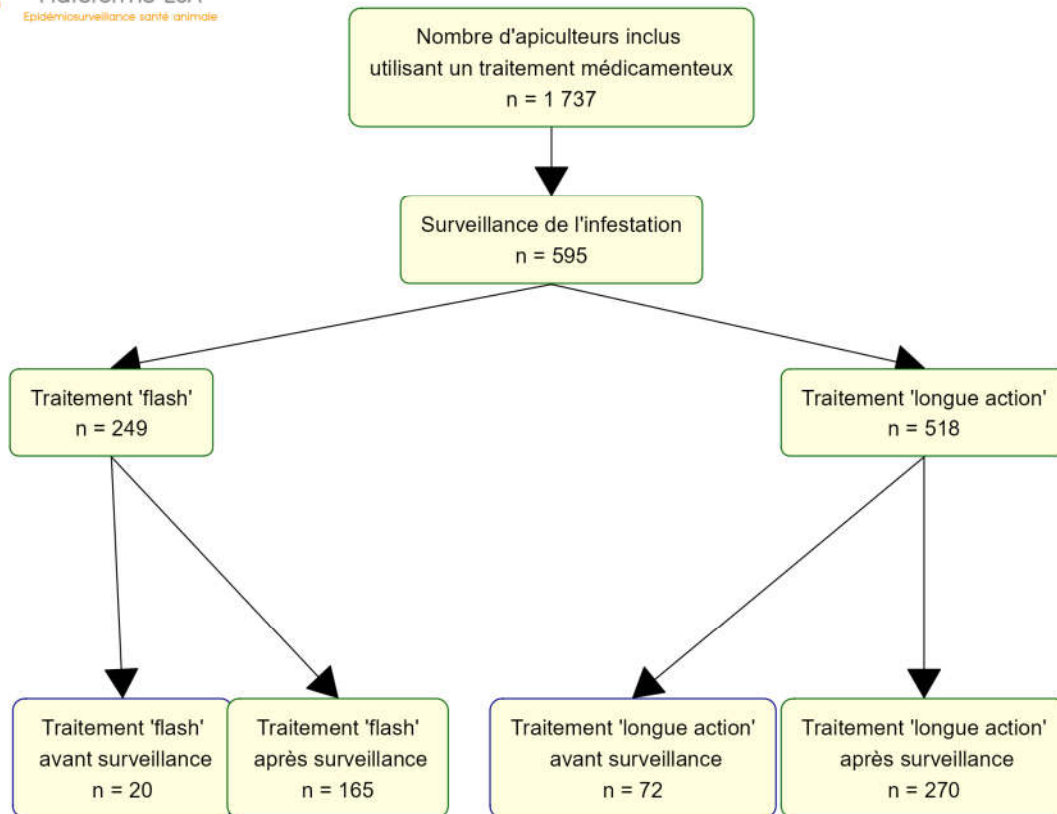 Epidémiosurveillance santé animale
Nombre d'apiculteurs inclus
utilisant un traitement médicamenteux
n = 1 737
Surveillance de l'infestation
n = 595
Traitement 'flash'
n = 249
Traitement 'longue action'
n = 518
Traitement 'flash'
avant surveillance
n = 20
Traitement 'flash'
après surveillance
n = 165
Traitement 'longue action'
avant surveillance
n = 72
Traitement 'longue action'
après surveillance
n = 270